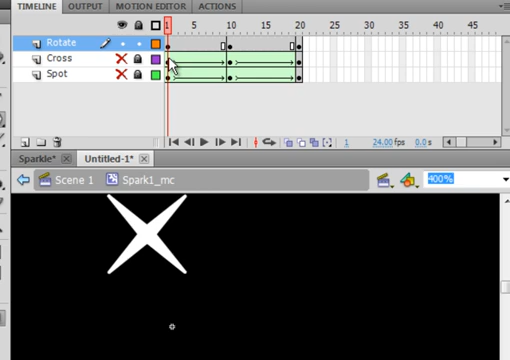 TIMELINE OUTPUT MOTION EDITOR ACTIONS
1 5 10 15 20 25 30 35 40 45
Rotate
Cross
Spot
1 24.00 fps 0.0 s
Sparkle* Untitled-1*
Scene 1 Spark1_mc 400%